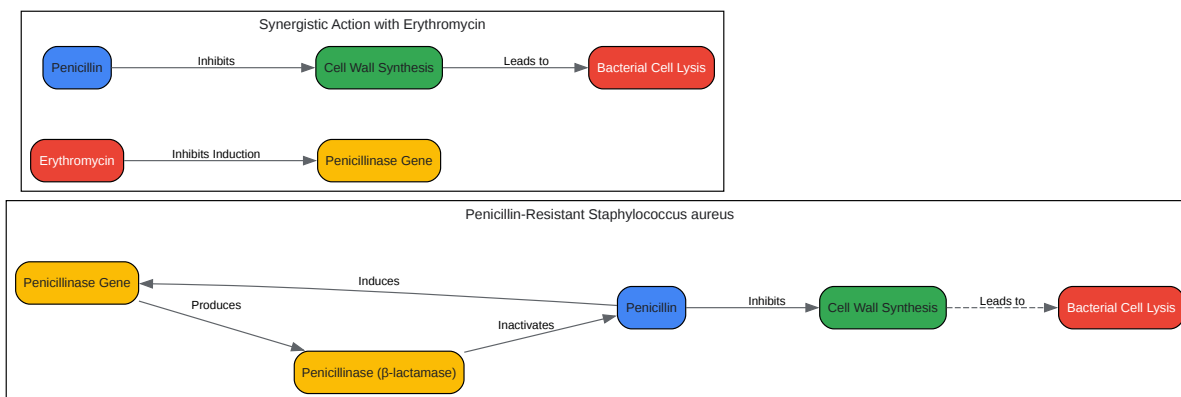 Synergistic Action with Erythromycin
Penicillin
Inhibits
Cell Wall Synthesis
Leads to
Bacterial Cell Lysis
Erythromycin
Inhibits Induction
Penicillinase Gene
Penicillin-Resistant Staphylococcus aureus
Penicillinase Gene
Induces
Produces
Penicillinase (β-lactamase)
Inactivates
Penicillin
Inhibits
Cell Wall Synthesis
Leads to
Bacterial Cell Lysis